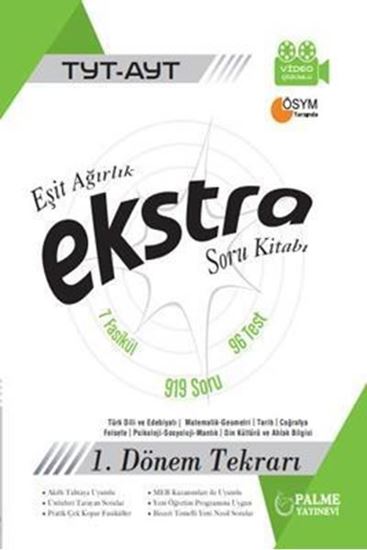 TYT-AYT
VİDEO
ÇÖZÜMLÜ
ÖSYM
Tarzında
Eşit Ağırlık
ekstra
Soru Kitabı
7 Fasikül
919 Soru
96 Test
Türk Dili ve Edebiyatı | Matematik-Geometri | Tarih | Coğrafya
Felsefe | Psikoloji-Sosyoloji-Mantık | Din Kültürü ve Ahlak Bilgisi
1. Dönem Tekrarı
• Akıllı Tahtaya Uyumlu
• Üniteleri Tarayan Sorular
• Pratik Çek Kopar Fasiküller
• MEB Kazanımları ile Uyumlu
• Yeni Öğretim Programına Uygun
• Beceri Temelli Yeni Nesil Sorular
PALME
YAYINEVİ